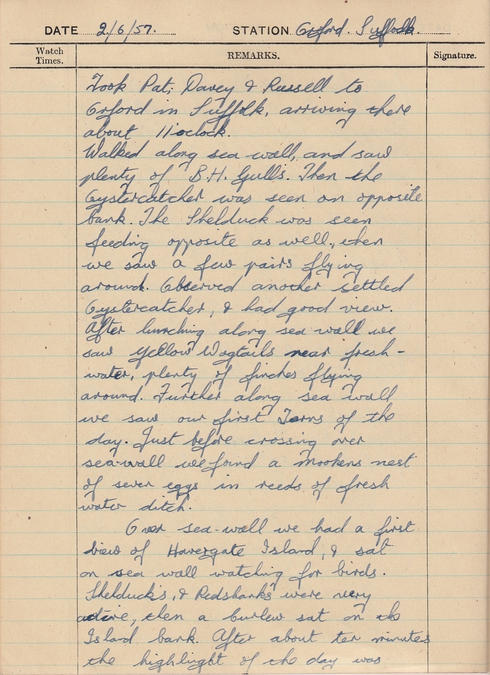 DATE 2/6/57. STATION Orford. Suffolk.
Watch Times. REMARKS. Signature.
Took Pat, Davey & Russell to
Orford in Suffolk, arriving there
about 11oclock.
Walked along sea wall, and saw
plenty of B.H. Gulls. Then the
Oystercatcher was seen on opposite
bank. The Shelduck was seen
feeding opposite as well, then
we saw a few pairs flying
around. Observed another settled
Oystercatcher, & had good view.
After lunching along sea wall we
saw Yellow Wagtails near fresh-
water, plenty of finches flying
around. Further along sea wall
we saw our first Terns of the
day. Just before crossing over
sea-wall we found a moorhens nest
of seven eggs in reeds of fresh
water ditch.
Over sea-wall we had a first
view of Havergate Island, & sat
on sea wall watching for birds.
Shelduck's, & Redshanks were very
active, then a curlew sat on the
Island bank. After about ten minutes
the highlight of the day was